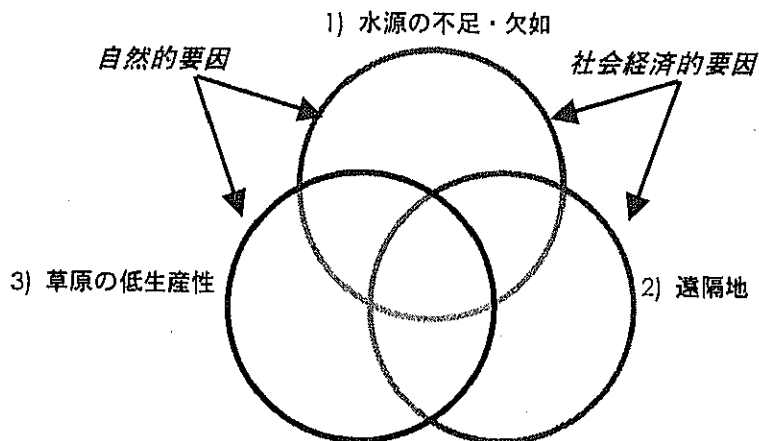 1) 水源の不足・欠如
自然的要因
社会経済的要因
3) 草原の低生産性
2) 遠隔地